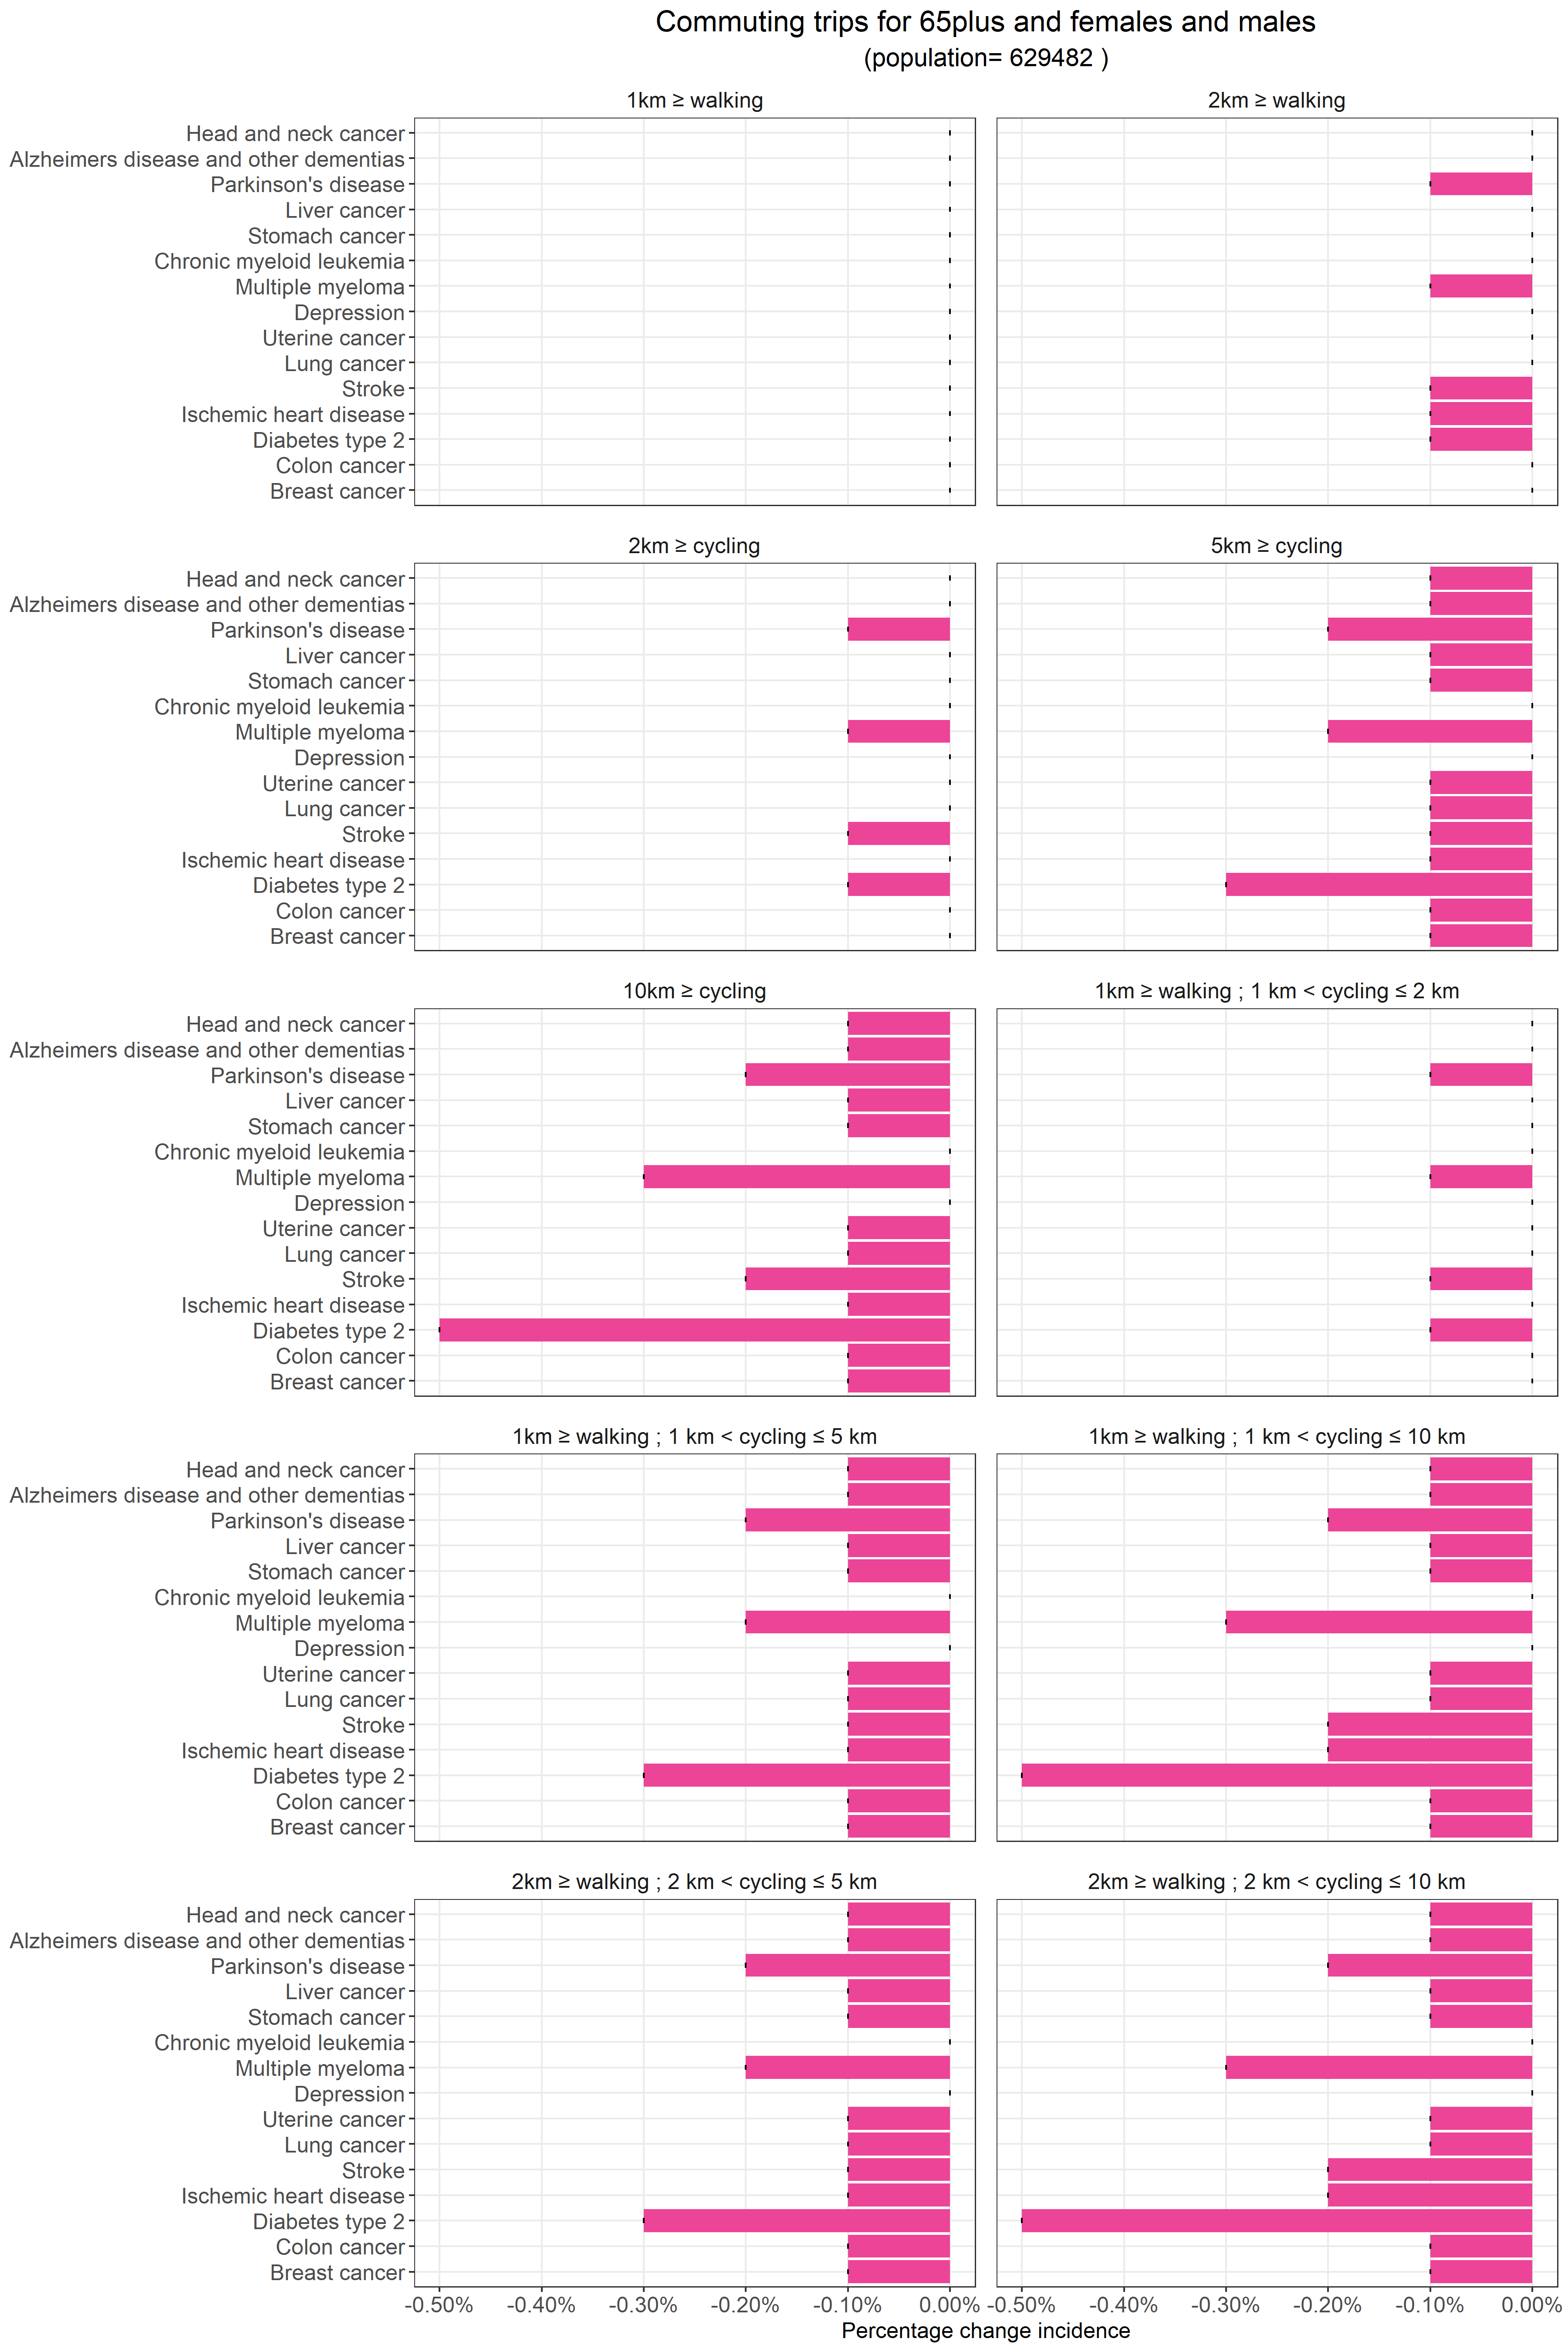 Commuting trips for 65plus and females and males
(population= 629482 )
1km ≥ walking
2km ≥ walking
Head and neck cancer
Alzheimers disease and other dementias
Parkinson's disease
Liver cancer
Stomach cancer
Chronic myeloid leukemia
Multiple myeloma
Depression
Uterine cancer
Lung cancer
Stroke
Ischemic heart disease
Diabetes type 2
Colon cancer
Breast cancer
2km ≥ cycling
5km ≥ cycling
Head and neck cancer
Alzheimers disease and other dementias
Parkinson's disease
Liver cancer
Stomach cancer
Chronic myeloid leukemia
Multiple myeloma
Depression
Uterine cancer
Lung cancer
Stroke
Ischemic heart disease
Diabetes type 2
Colon cancer
Breast cancer
10km ≥ cycling
1km ≥ walking ; 1 km < cycling ≤ 2 km
Head and neck cancer
Alzheimers disease and other dementias
Parkinson's disease
Liver cancer
Stomach cancer
Chronic myeloid leukemia
Multiple myeloma
Depression
Uterine cancer
Lung cancer
Stroke
Ischemic heart disease
Diabetes type 2
Colon cancer
Breast cancer
1km ≥ walking ; 1 km < cycling ≤ 5 km
1km ≥ walking ; 1 km < cycling ≤ 10 km
Head and neck cancer
Alzheimers disease and other dementias
Parkinson's disease
Liver cancer
Stomach cancer
Chronic myeloid leukemia
Multiple myeloma
Depression
Uterine cancer
Lung cancer
Stroke
Ischemic heart disease
Diabetes type 2
Colon cancer
Breast cancer
2km ≥ walking ; 2 km < cycling ≤ 5 km
2km ≥ walking ; 2 km < cycling ≤ 10 km
Head and neck cancer
Alzheimers disease and other dementias
Parkinson's disease
Liver cancer
Stomach cancer
Chronic myeloid leukemia
Multiple myeloma
Depression
Uterine cancer
Lung cancer
Stroke
Ischemic heart disease
Diabetes type 2
Colon cancer
Breast cancer
-0.50% -0.40% -0.30% -0.20% -0.10% 0.00% -0.50% -0.40% -0.30% -0.20% -0.10% 0.00%
Percentage change incidence